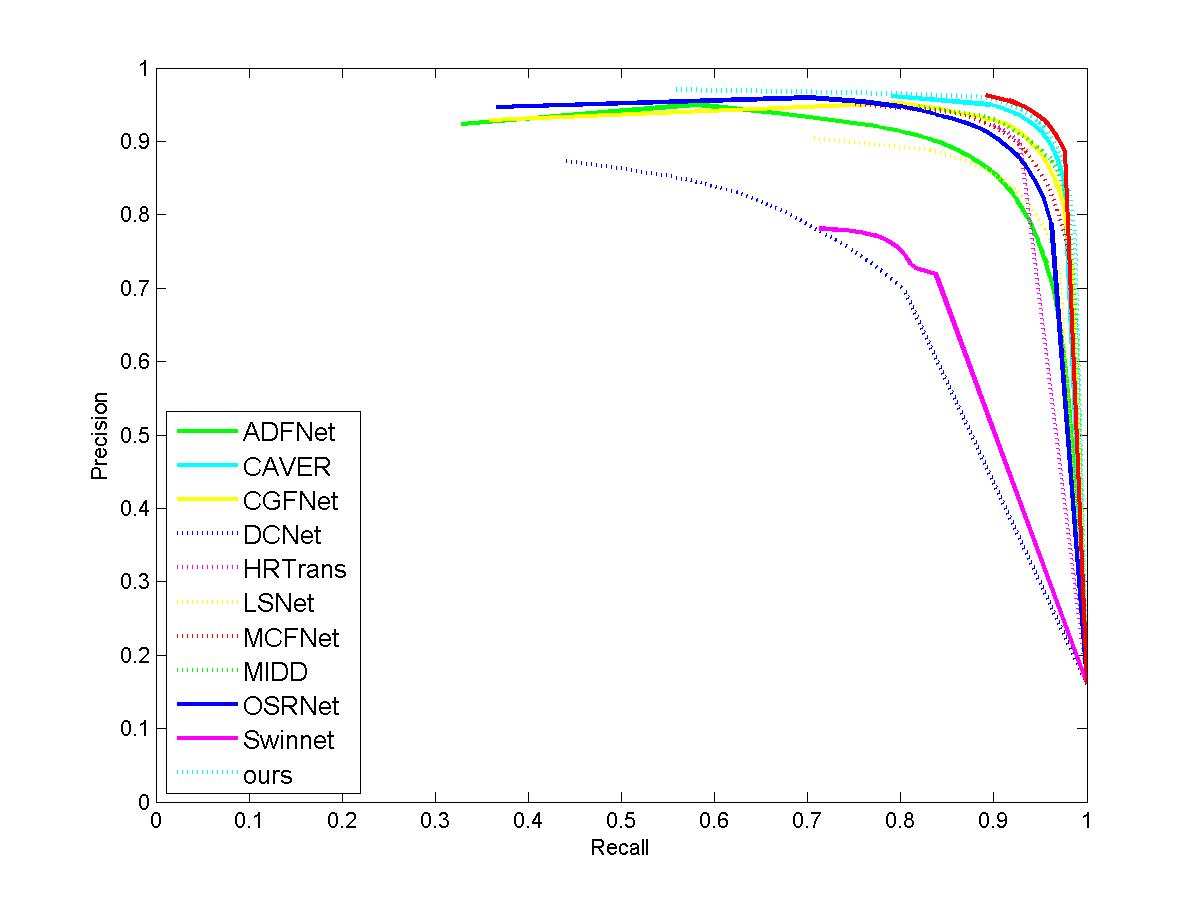 1
0.9
0.8
0.7
0.6
0.5
0.4
0.3
0.2
0.1
0
Precision
ADFNet
CAVER
CGFNet
DCNet
HRTrans
LSNet
MCFNet
MIDD
OSRNet
Swinnet
ours
0 0.1 0.2 0.3 0.4 0.5 0.6 0.7 0.8 0.9 1
Recall